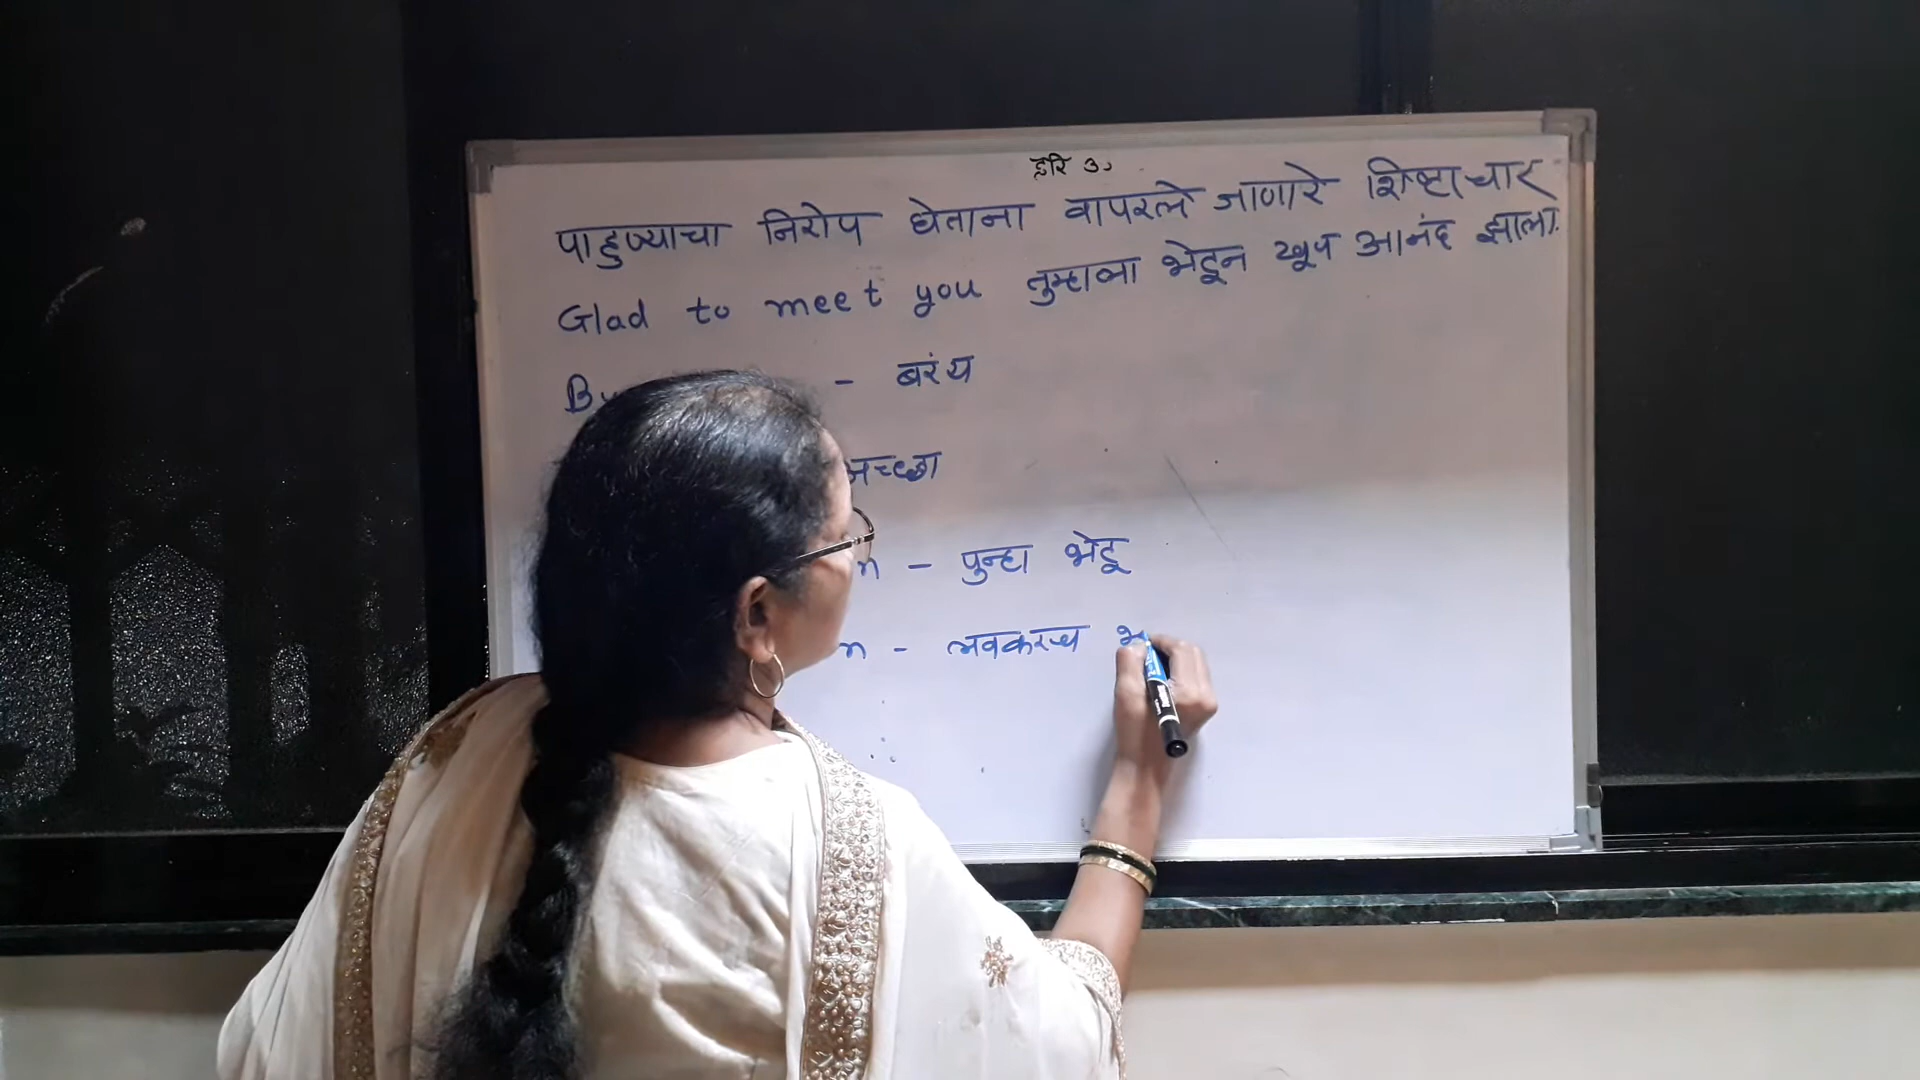 हरि ॐ
पाहुण्याचा निरोप घेताना वापरले जाणारे शिष्टाचार
Glad to meet you तुम्हाला भेटून खूप आनंद झाला.
- बरंय
अच्छा
n - पुन्हा भेटू
n - लवकरच